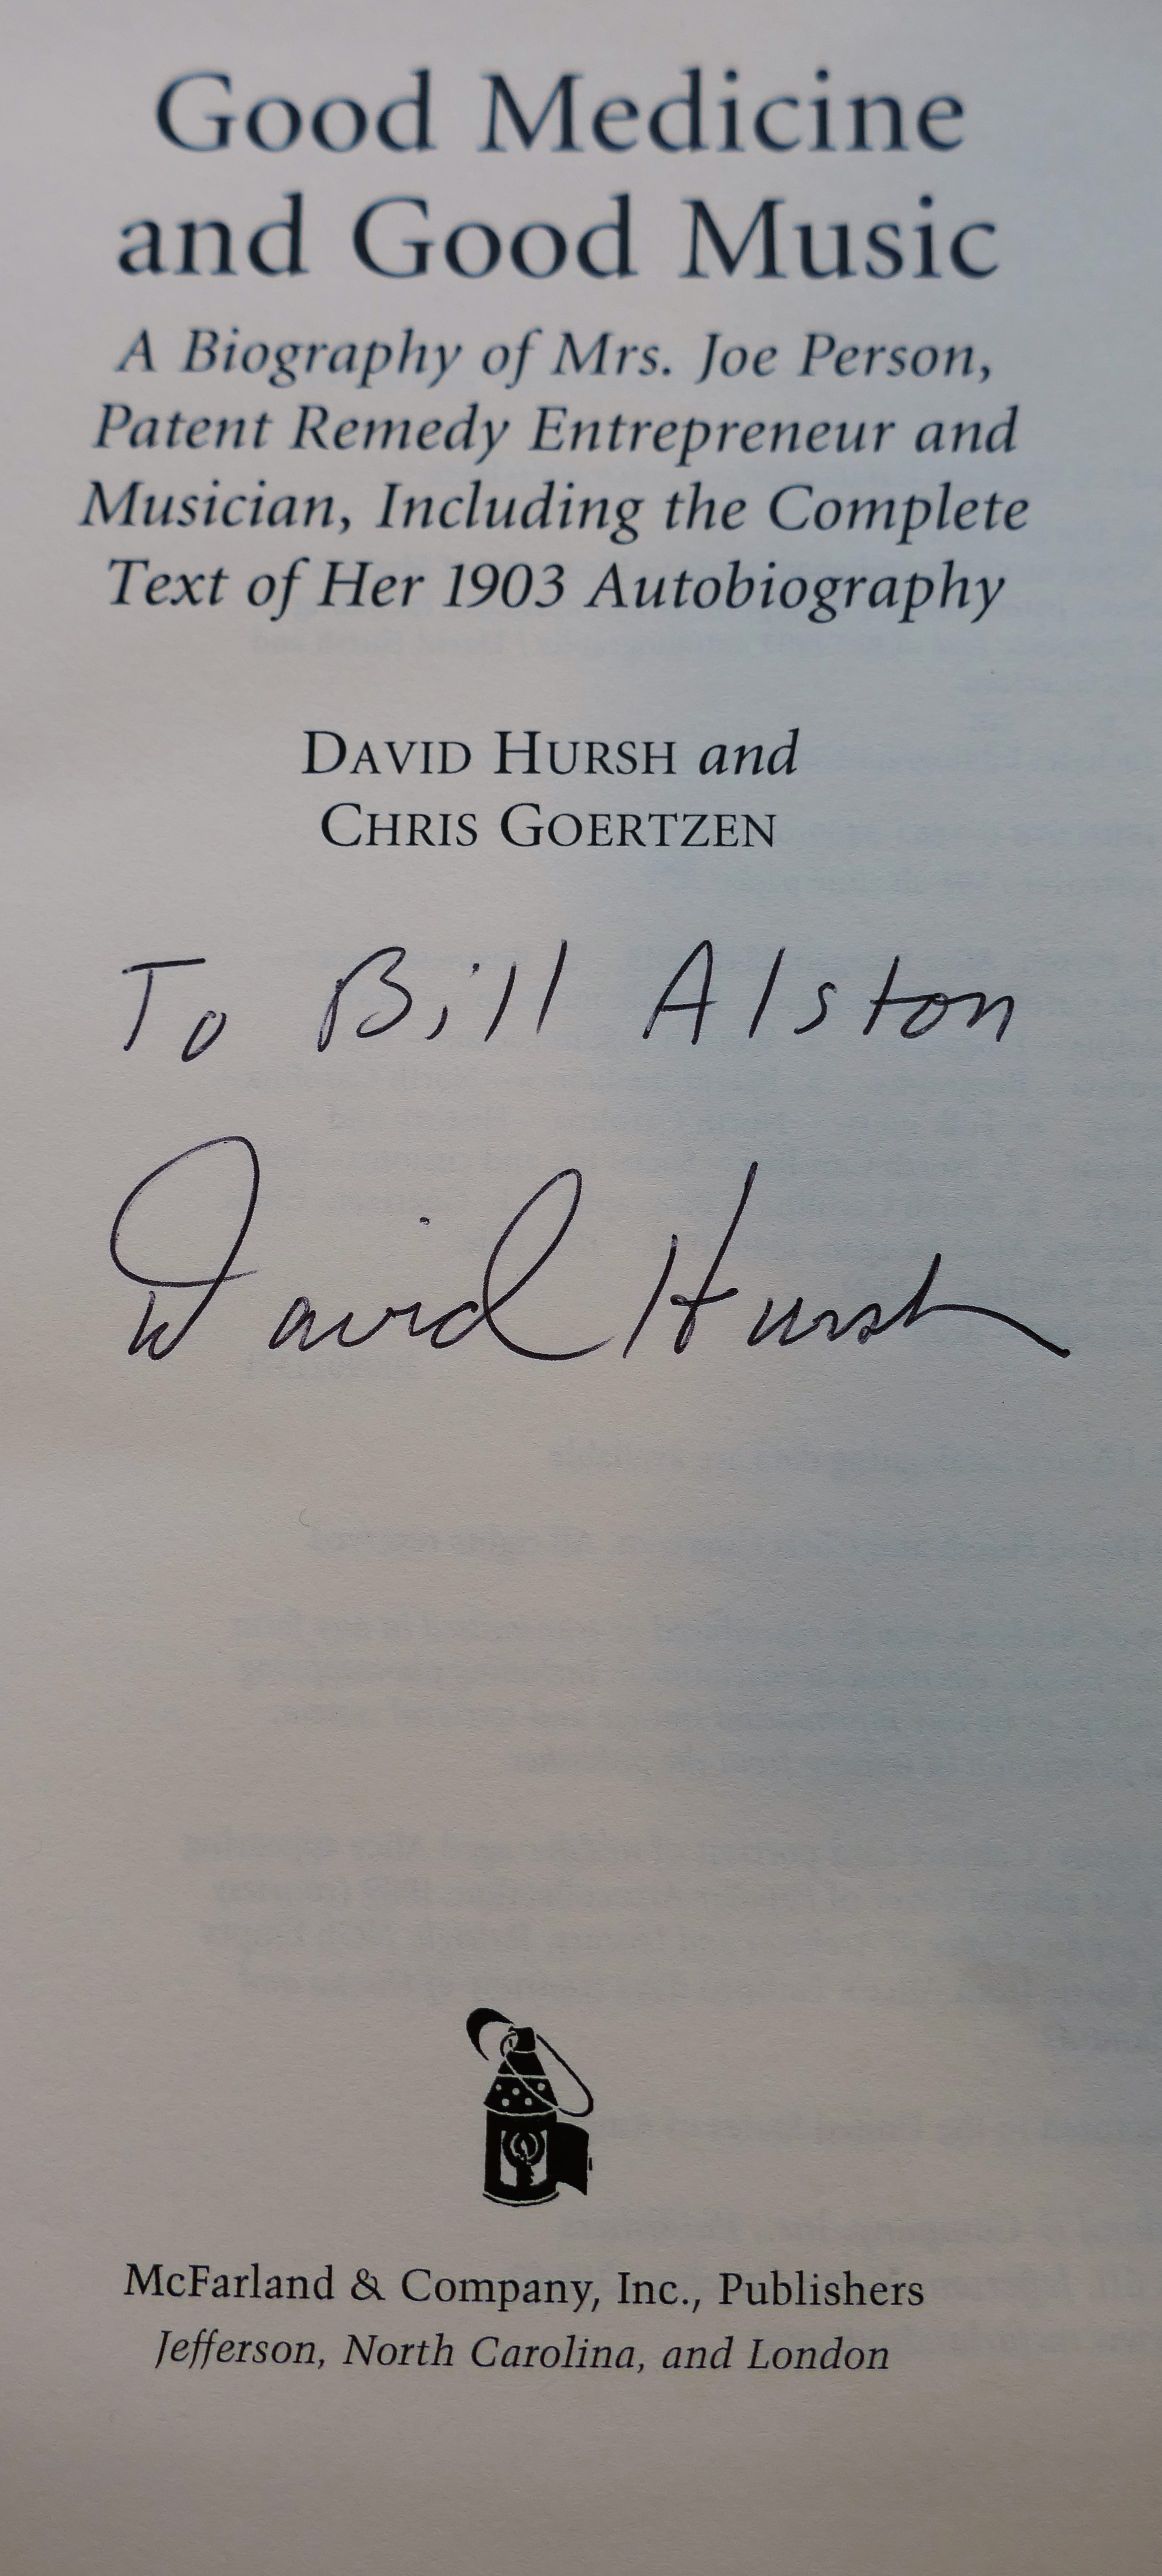 Good Medicine
and Good Music
A Biography of Mrs. Joe Person,
Patent Remedy Entrepreneur and
Musician, Including the Complete
Text of Her 1903 Autobiography
DAVID HURSH and
CHRIS GOERTZEN
To Bill Alston
David Hursh
McFarland & Company, Inc., Publishers
Jefferson, North Carolina, and London